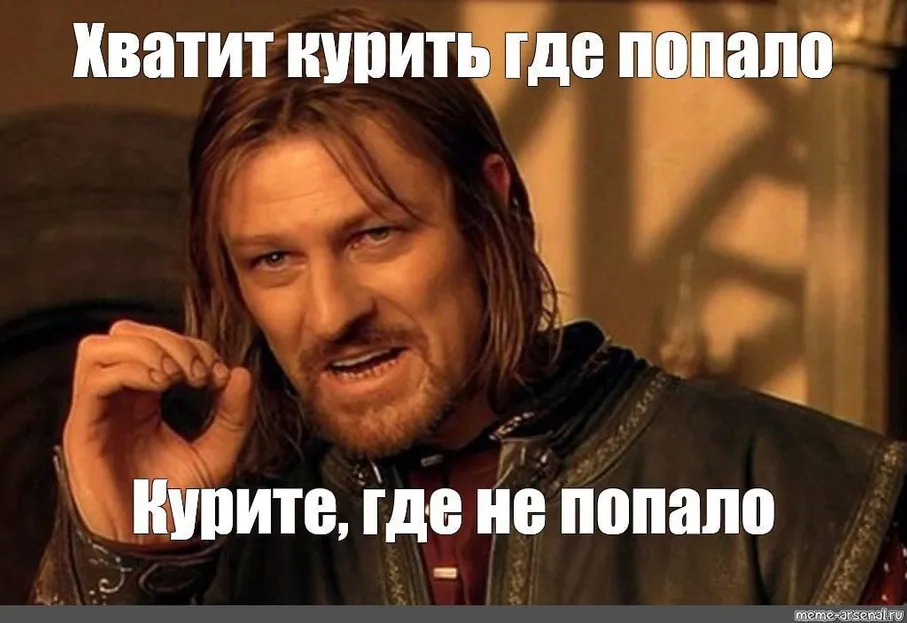 Хватит курить где попало
Курите, где не попало
meme-arsenal.ru